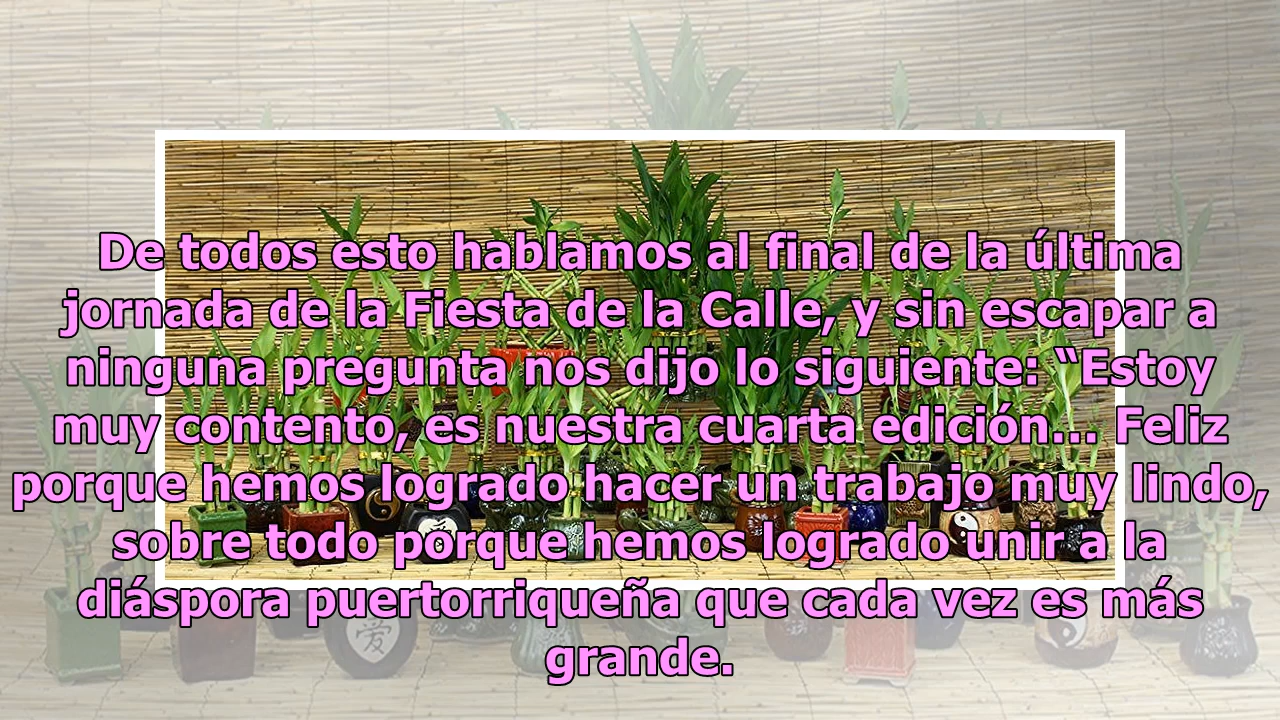 De todos esto hablamos al final de la última
jornada de la Fiesta de la Calle, y sin escapar a
ninguna pregunta nos dijo lo siguiente: “Estoy
muy contento, es nuestra cuarta edición... Feliz
porque hemos logrado hacer un trabajo muy lindo,
sobre todo porque hemos logrado unir a la
diáspora puertorriqueña que cada vez es más
grande.
爱